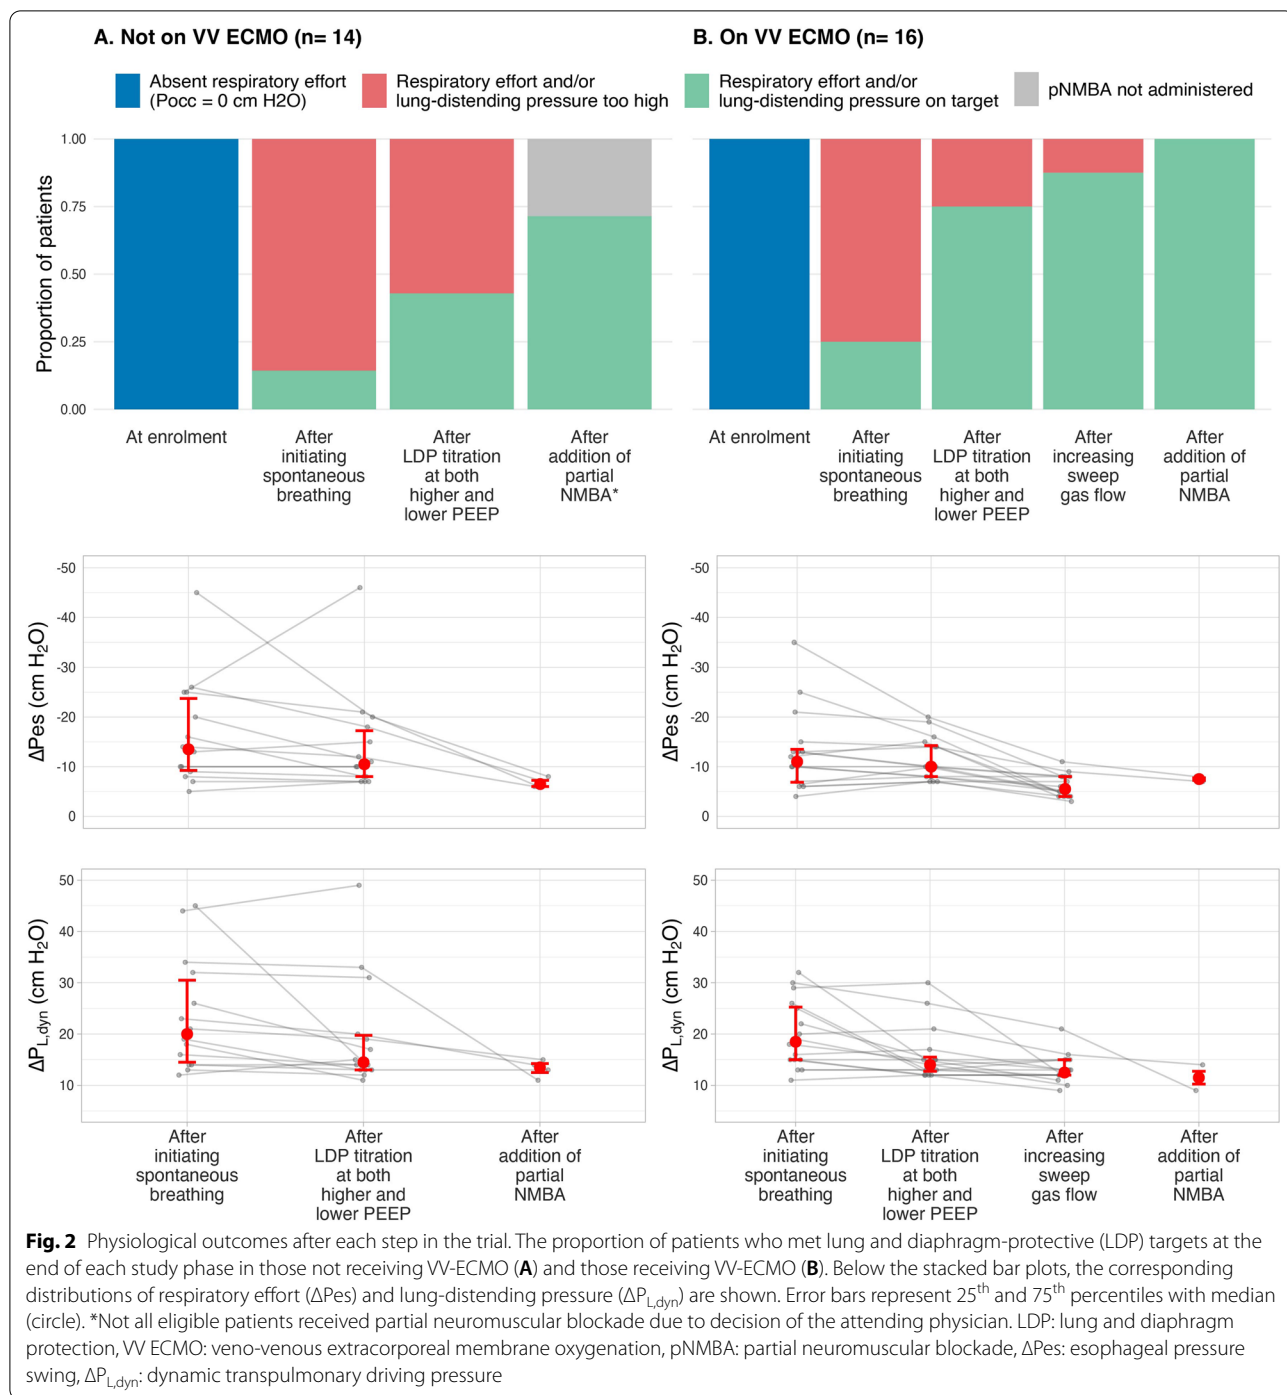 A. Not on VV ECMO (n= 14)
B. On VV ECMO (n= 16)
Absent respiratory effort
(Pocc = 0 cm H2O)
Respiratory effort and/or
lung-distending pressure too high
Respiratory effort and/or
lung-distending pressure on target
pNMBA not administered
Proportion of patients
1.00
0.75
0.50
0.25
0.00
At enrolment
After
initiating
spontaneous
breathing
After
LDP titration
at both
higher and
lower PEEP
After
addition of
partial
NMBA*
At enrolment
After
initiating
spontaneous
breathing
After
LDP titration
at both
higher and
lower PEEP
After
increasing
sweep
gas flow
After
addition of
partial
NMBA
ΔPes (cm H₂O)
-50
-40
-30
-20
-10
0
ΔPes (cm H₂O)
-50
-40
-30
-20
-10
0
ΔP_L,dyn (cm H₂O)
50
40
30
20
10
ΔP_L,dyn (cm H₂O)
50
40
30
20
10
After
initiating
spontaneous
breathing
After
LDP titration
at both
higher and
lower PEEP
After
addition of
partial
NMBA
After
initiating
spontaneous
breathing
After
LDP titration
at both
higher and
lower PEEP
After
increasing
sweep
gas flow
After
addition of
partial
NMBA
Fig. 2 Physiological outcomes after each step in the trial. The proportion of patients who met lung and diaphragm-protective (LDP) targets at the
end of each study phase in those not receiving VV-ECMO (A) and those receiving VV-ECMO (B). Below the stacked bar plots, the corresponding
distributions of respiratory effort (ΔPes) and lung-distending pressure (ΔP_L,dyn) are shown. Error bars represent 25th and 75th percentiles with median
(circle). *Not all eligible patients received partial neuromuscular blockade due to decision of the attending physician. LDP: lung and diaphragm
protection, VV ECMO: veno-venous extracorporeal membrane oxygenation, pNMBA: partial neuromuscular blockade, ΔPes: esophageal pressure
swing, ΔP_L,dyn: dynamic transpulmonary driving pressure